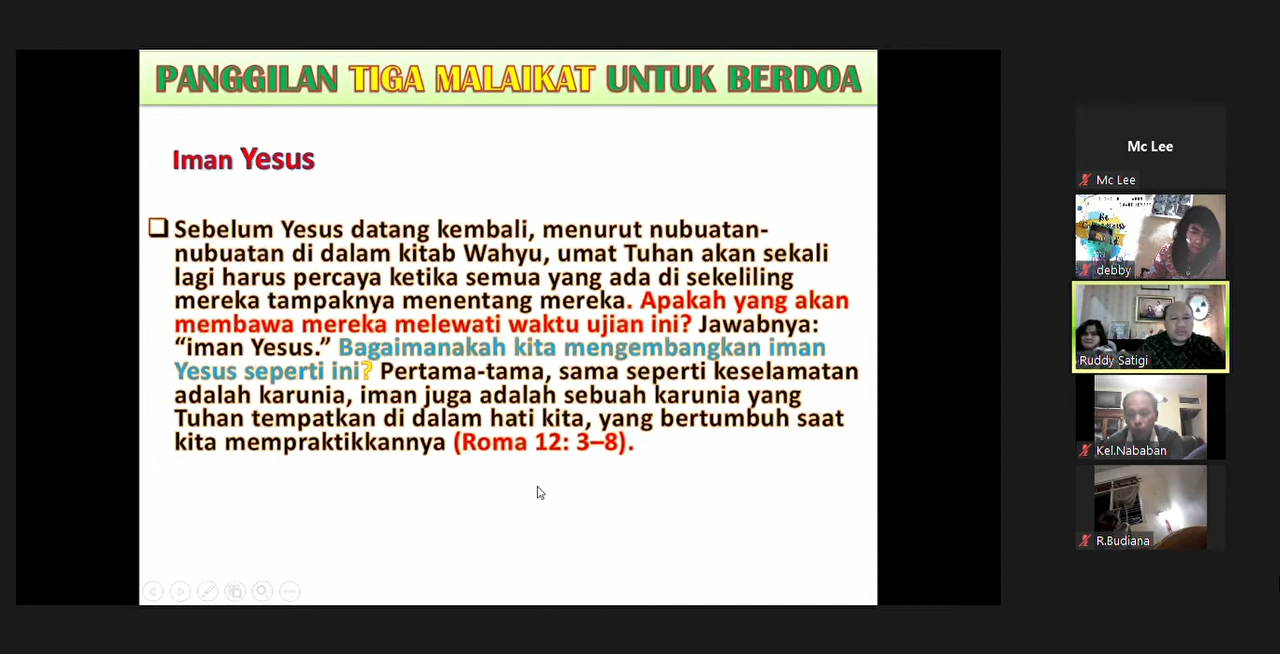 PANGGILAN TIGA MALAIKAT UNTUK BERDOA
Iman Yesus
Sebelum Yesus datang kembali, menurut nubuatan-
nubuatan di dalam kitab Wahyu, umat Tuhan akan sekali
lagi harus percaya ketika semua yang ada di sekeliling
mereka tampaknya menentang mereka. Apakah yang akan
membawa mereka melewati waktu ujian ini? Jawabnya:
“iman Yesus.” Bagaimanakah kita mengembangkan iman
Yesus seperti ini? Pertama-tama, sama seperti keselamatan
adalah karunia, iman juga adalah sebuah karunia yang
Tuhan tempatkan di dalam hati kita, yang bertumbuh saat
kita mempraktikkannya (Roma 12: 3–8).
Mc Lee
Mc Lee
debby
Ruddy Satigi
Kel.Nababan
R.Budiana